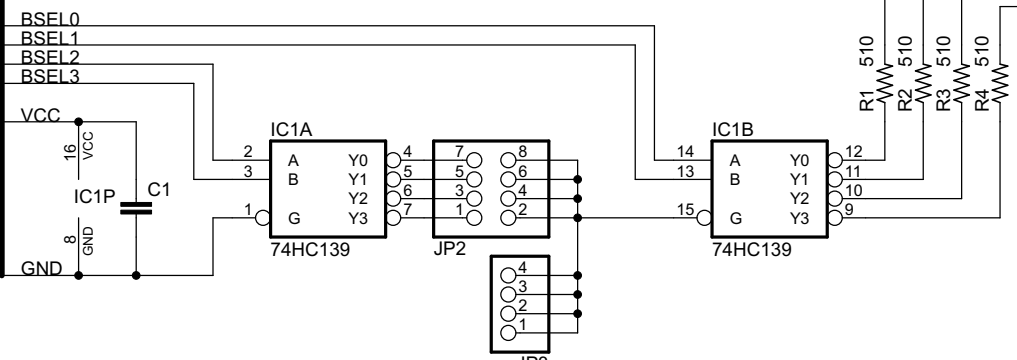 BSEL0
BSEL1
BSEL2
BSEL3
VCC
16
VCC
IC1P
C1
8
GND
GND
IC1A
2 A Y0 4
3 B Y1 5
Y2 6
1 G Y3 7
74HC139
7 8
5 6
3 4
1 2
JP2
4
3
2
1
IC1B
14 A Y0 12
13 B Y1 11
Y2 10
15 G Y3 9
74HC139
R1 510
R2 510
R3 510
R4 510